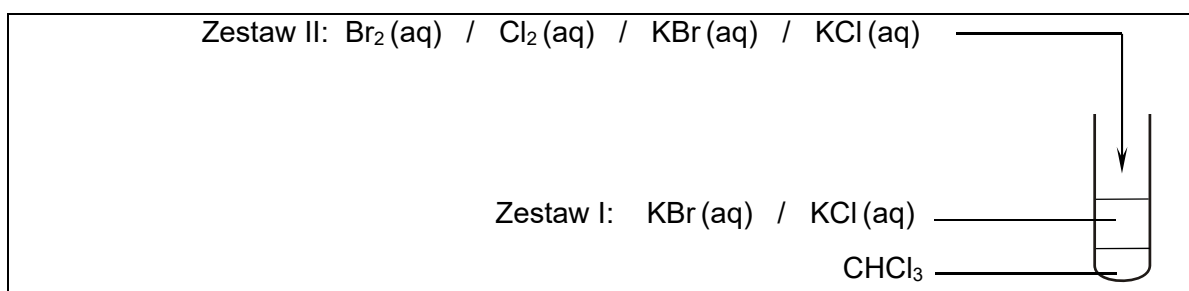 Zestaw II: Br₂ (aq) / Cl₂ (aq) / KBr (aq) / KCl (aq)
Zestaw I: KBr (aq) / KCl (aq)
CHCl₃